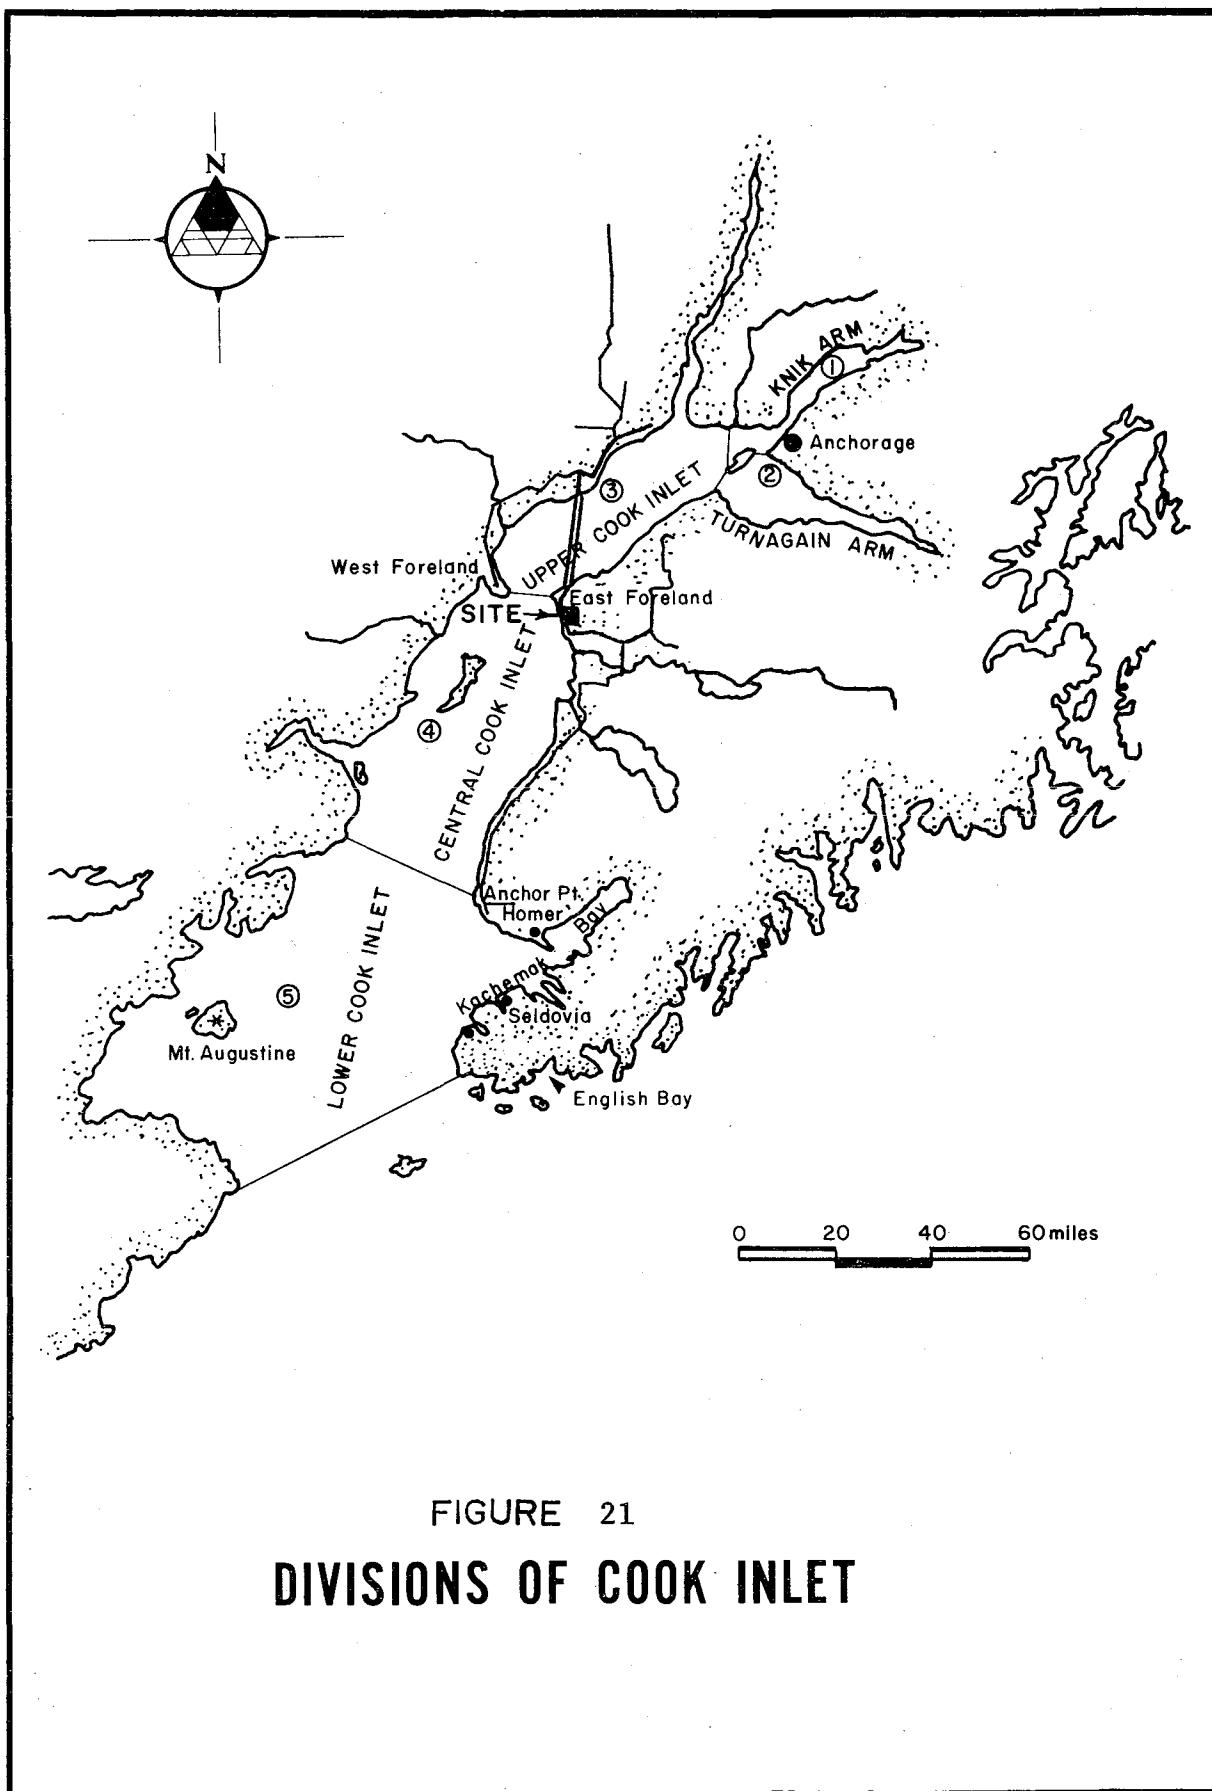 N
KNIK ARM
①
Anchorage
②
③
UPPER COOK INLET
TURNAGAIN ARM
West Foreland
East Foreland
SITE
④
CENTRAL COOK INLET
Anchor Pt.
Homer
Kachemak Bay
Seldovia
⑤
Mt. Augustine
LOWER COOK INLET
English Bay
0 20 40 60 miles
FIGURE 21
DIVISIONS OF COOK INLET